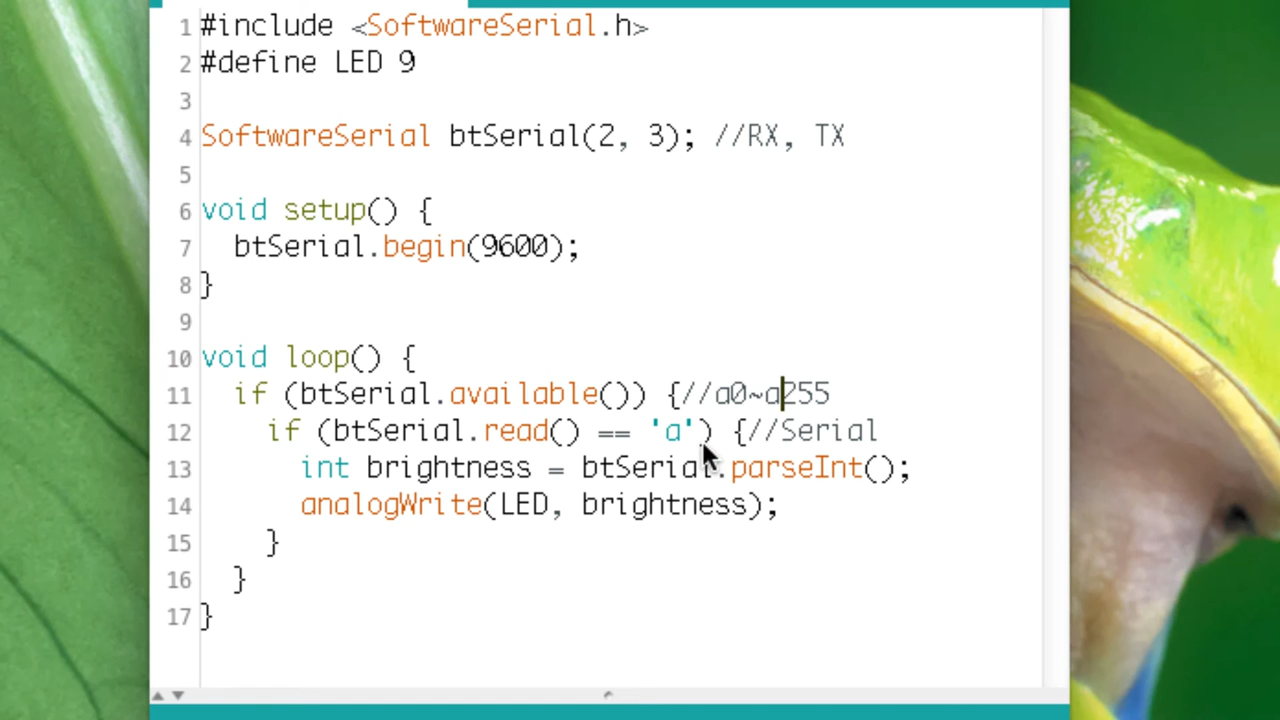 1 #include <SoftwareSerial.h>
2 #define LED 9
3
4 SoftwareSerial btSerial(2, 3); //RX, TX
5
6 void setup() {
7   btSerial.begin(9600);
8 }
9
10 void loop() {
11   if (btSerial.available()) {//a0~a255
12     if (btSerial.read() == 'a') {//Serial
13       int brightness = btSerial.parseInt();
14       analogWrite(LED, brightness);
15     }
16   }
17 }